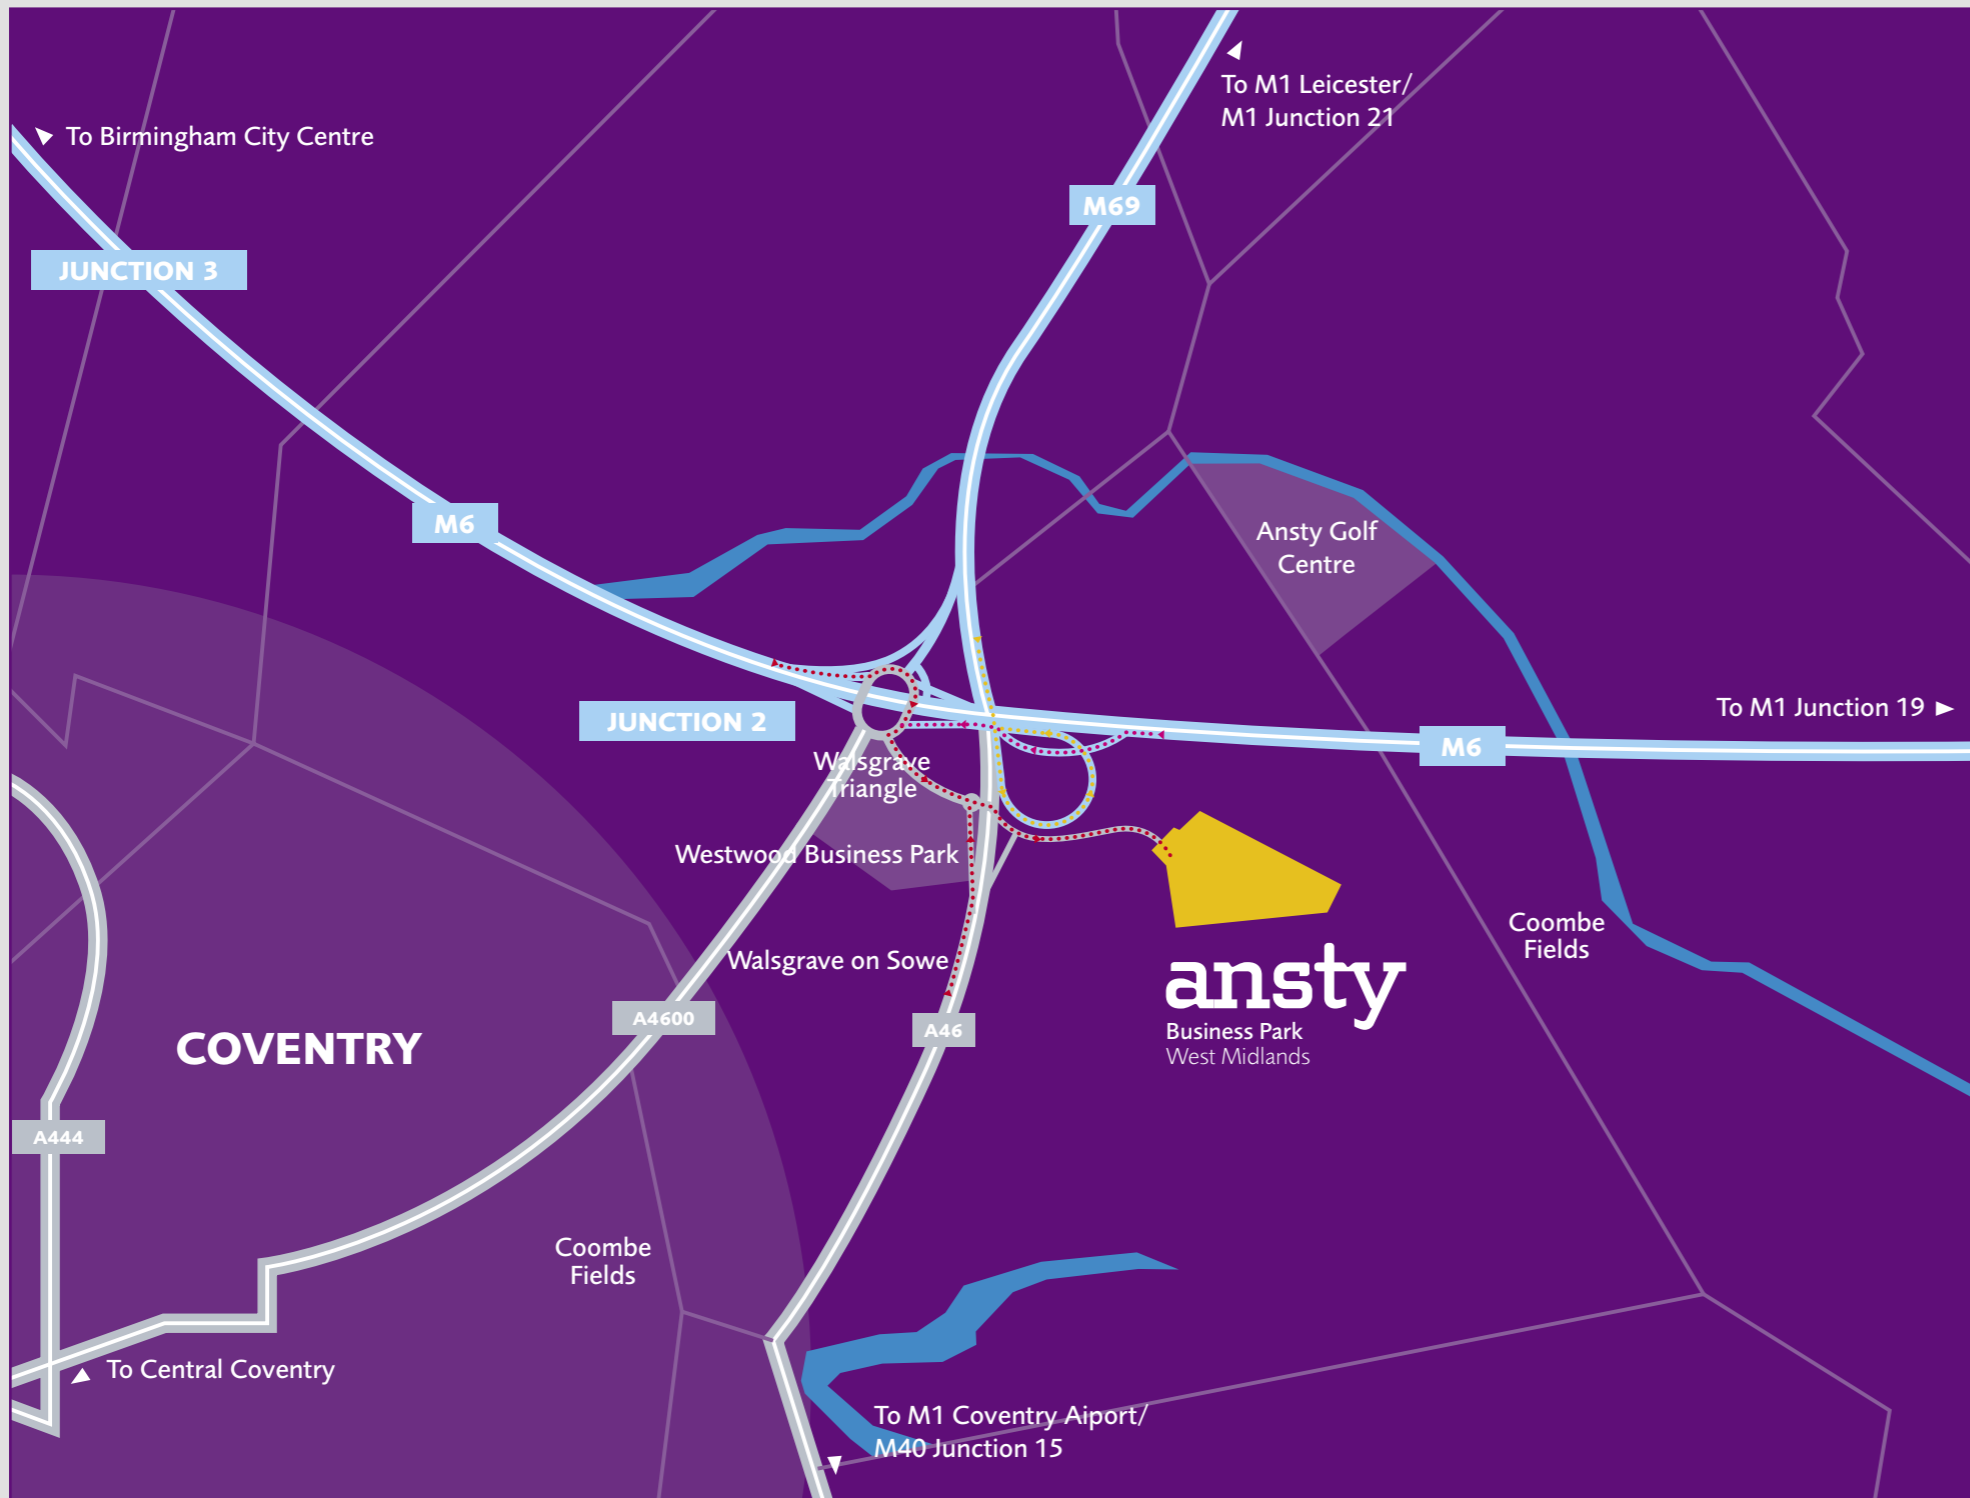 To M1 Leicester/
M1 Junction 21
To Birmingham City Centre
M69
JUNCTION 3
M6
Ansty Golf
Centre
To M1 Junction 19
JUNCTION 2
M6
Walsgrave
Triangle
Westwood Business Park
Coombe
Fields
Walsgrave on Sowe
ansty
Business Park
West Midlands
A4600
A46
COVENTRY
A444
Coombe
Fields
To Central Coventry
To M1 Coventry Aiport/
M40 Junction 15